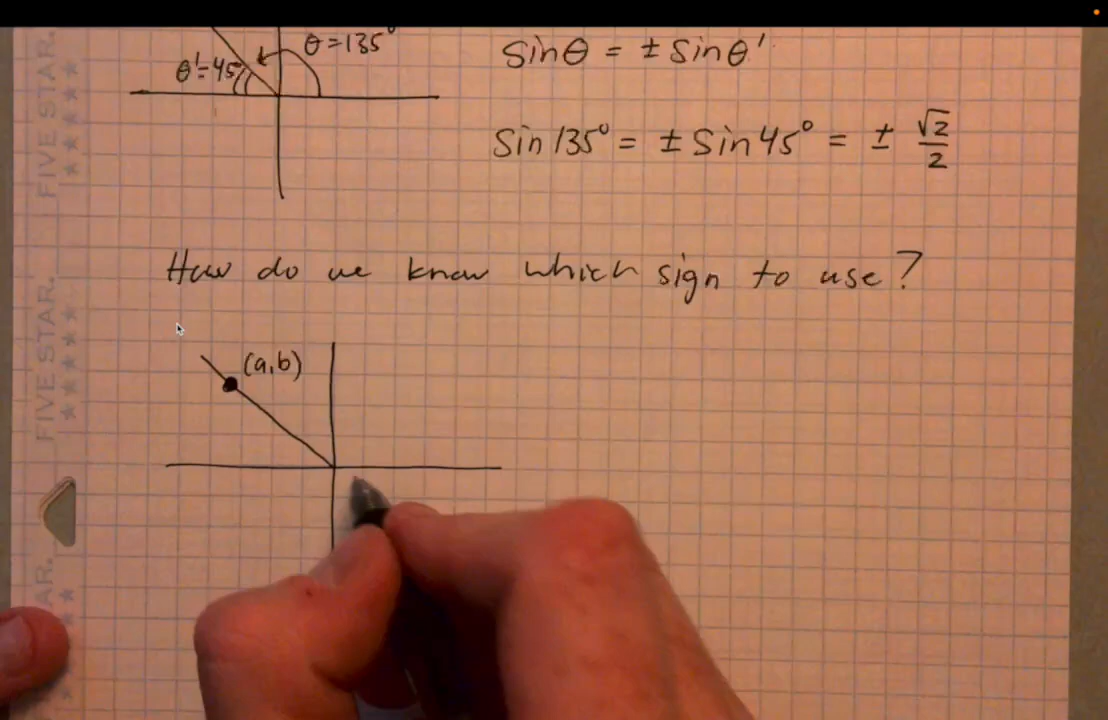 θ = 135°
θ' = 45
Sin θ = ± Sin θ'
Sin 135° = ± Sin 45° = ± √2/2
How do we know which sign to use?
(a,b)
FIVE STAR.
FIVE STAR.
AR.